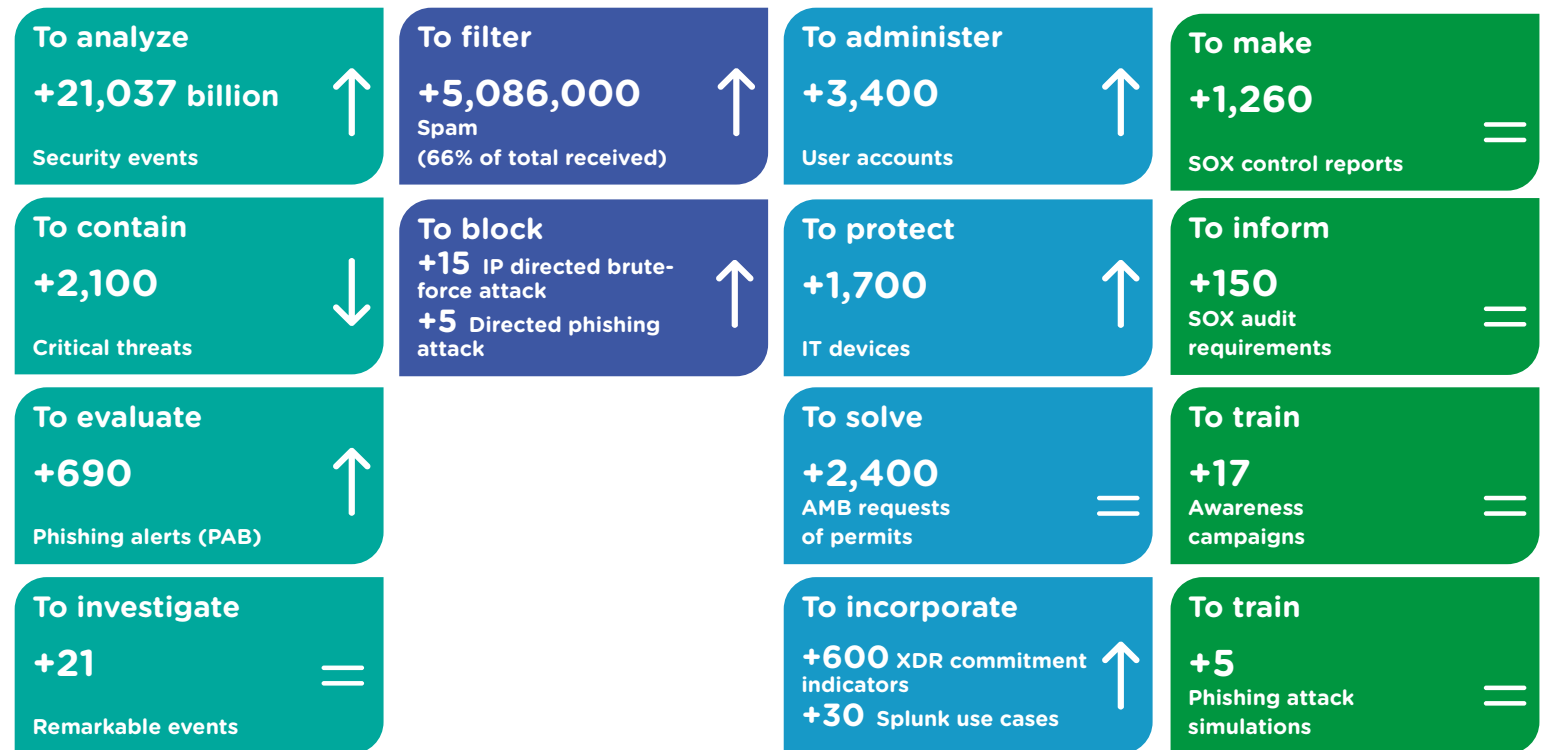 To analyze
+21,037 billion
Security events
To contain
+2,100
Critical threats
To evaluate
+690
Phishing alerts (PAB)
To investigate
+21
Remarkable events
To filter
+5,086,000
Spam
(66% of total received)
To block
+15 IP directed brute-
force attack
+5 Directed phishing
attack
To administer
+3,400
User accounts
To protect
+1,700
IT devices
To solve
+2,400
AMB requests
of permits
To incorporate
+600 XDR commitment
indicators
+30 Splunk use cases
To make
+1,260
SOX control reports
To inform
+150
SOX audit
requirements
To train
+17
Awareness
campaigns
To train
+5
Phishing attack
simulations